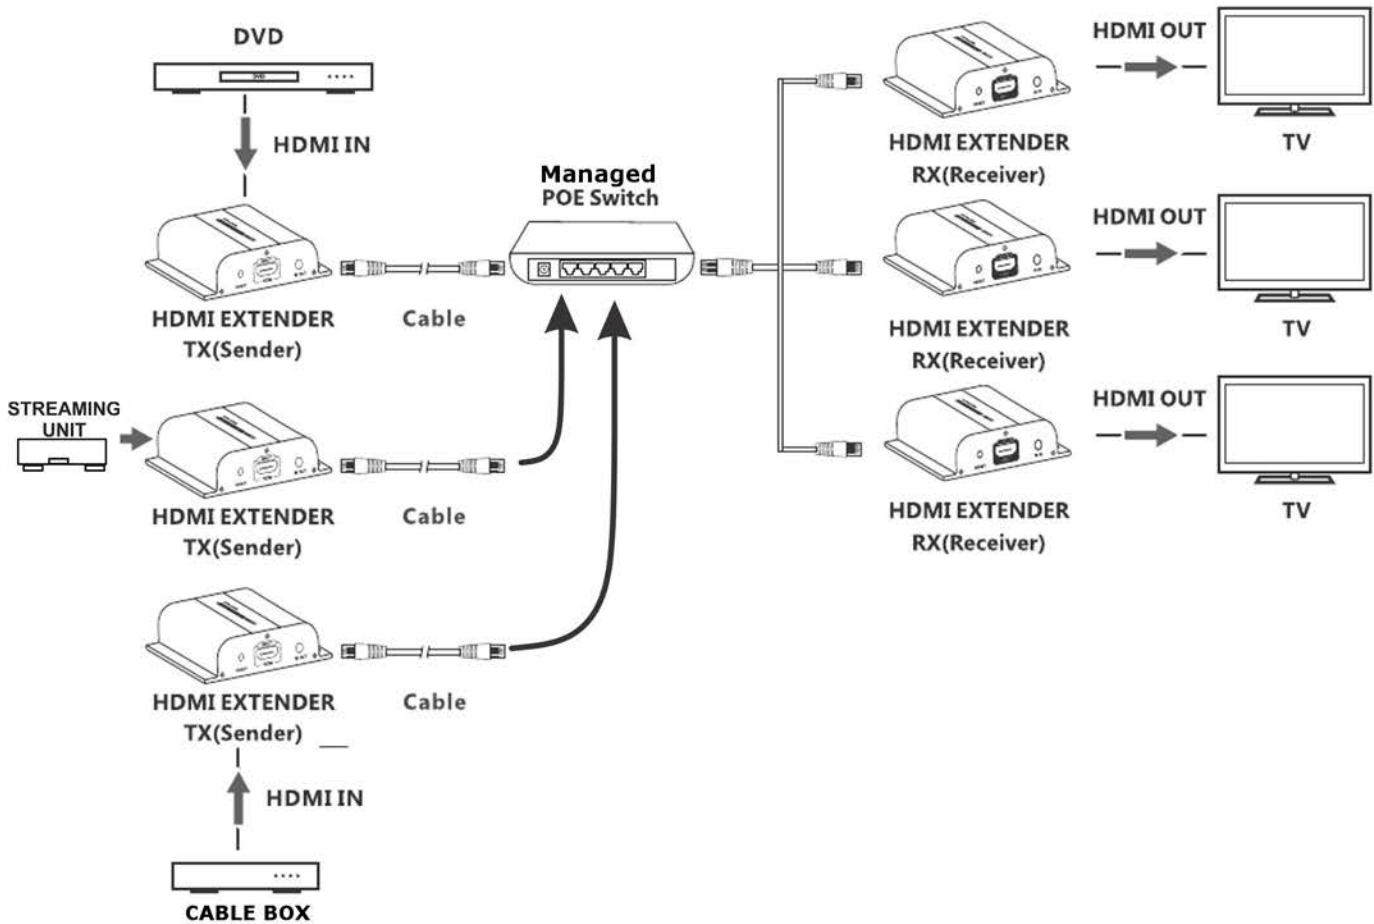 DVD
DVD
HDMI IN
HDMI EXTENDER
TX(Sender)
Cable
Managed
POE Switch
HDMI OUT
HDMI EXTENDER
RX(Receiver)
TV
HDMI OUT
HDMI EXTENDER
RX(Receiver)
TV
STREAMING
UNIT
HDMI EXTENDER
TX(Sender)
Cable
HDMI OUT
HDMI EXTENDER
RX(Receiver)
TV
HDMI EXTENDER
TX(Sender)
Cable
HDMI IN
CABLE BOX